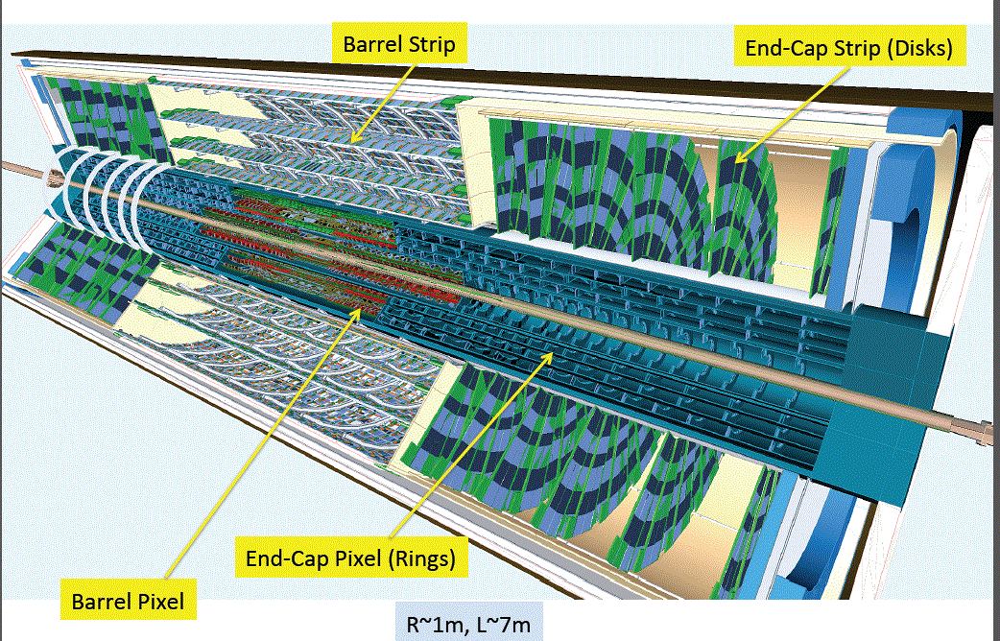 Barrel Strip
End-Cap Strip (Disks)
End-Cap Pixel (Rings)
Barrel Pixel
R~1m, L~7m